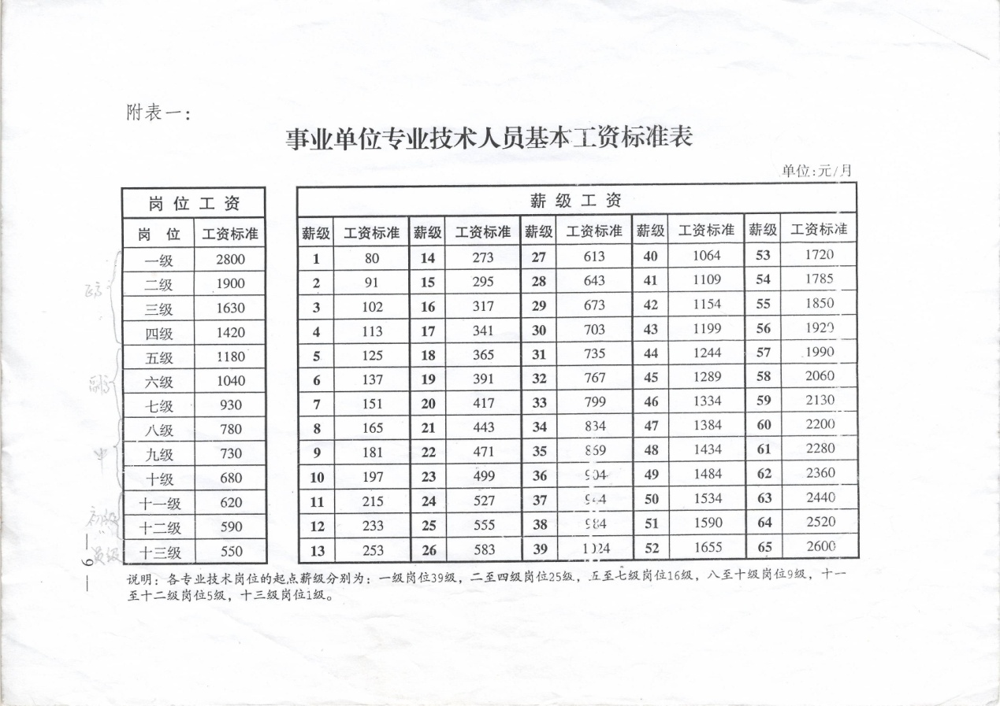 附表一：
事业单位专业技术人员基本工资标准表
单位:元/月
岗位工资
岗 位 工资标准
一级 2800
二级 1900
三级 1630
四级 1420
五级 1180
六级 1040
七级 930
八级 780
九级 730
十级 680
十一级 620
十二级 590
十三级 550
薪级工资
薪级 工资标准 薪级 工资标准 薪级 工资标准 薪级 工资标准 薪级 工资标准
1 80 14 273 27 613 40 1064 53 1720
2 91 15 295 28 643 41 1109 54 1785
3 102 16 317 29 673 42 1154 55 1850
4 113 17 341 30 703 43 1199 56 1920
5 125 18 365 31 735 44 1244 57 1990
6 137 19 391 32 767 45 1289 58 2060
7 151 20 417 33 799 46 1334 59 2130
8 165 21 443 34 834 47 1384 60 2200
9 181 22 471 35 869 48 1434 61 2280
10 197 23 499 36 904 49 1484 62 2360
11 215 24 527 37 944 50 1534 63 2440
12 233 25 555 38 984 51 1590 64 2520
13 253 26 583 39 1024 52 1655 65 2600
说明：各专业技术岗位的起点薪级分别为：一级岗位39级，二至四级岗位25级，五至七级岗位16级，八至十级岗位9级，十一
至十二级岗位5级，十三级岗位1级。
正高
副高
中
初级
员级
— 9 —